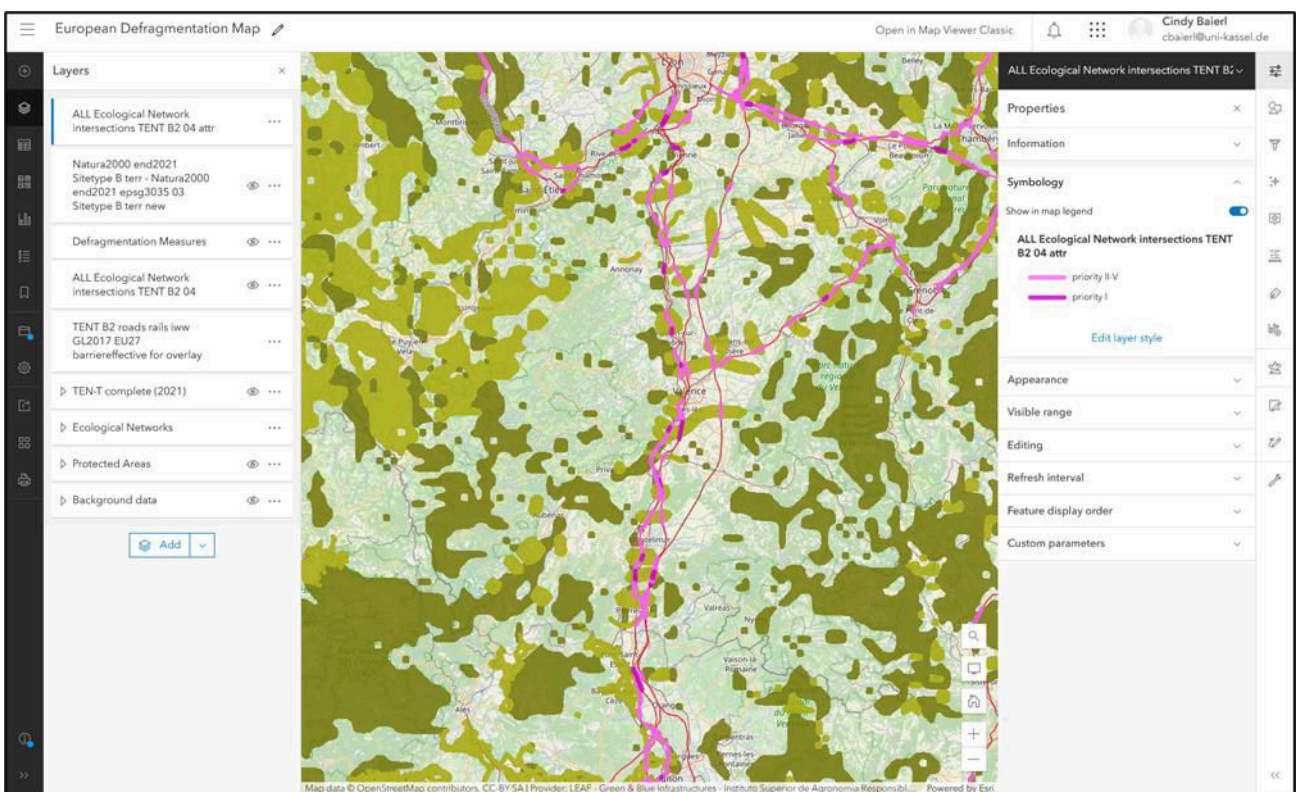 European Defragmentation Map
Open in Map Viewer Classic
Cindy Baierl
cbaierl@uni-kassel.de
Layers
ALL Ecological Network
intersections TENT B2 04 attr
Natura2000 end2021
Sitetype B terr - Natura2000
end2021 epsg3035 03
Sitetype B terr new
Defragmentation Measures
ALL Ecological Network
intersections TENT B2 04
TENT B2 roads rails iww
GL2017 EU27
barriereffective for overlay
TEN-T complete (2021)
Ecological Networks
Protected Areas
Background data
Add
Lyon
Belley
Annonay
Valence
Valréas
Vaison-la-
Romaine
Alès
Map data © OpenStreetMap contributors, CC-BY-SA | Provider: LEAF - Green & Blue Infrastructures - Instituto Superior de Agronomia Responsibl... Powered by Esri
ALL Ecological Network intersections TENT B2
Properties
Information
Symbology
Show in map legend
ALL Ecological Network intersections TENT
B2 04 attr
priority II-V
priority I
Edit layer style
Appearance
Visible range
Editing
Refresh interval
Feature display order
Custom parameters